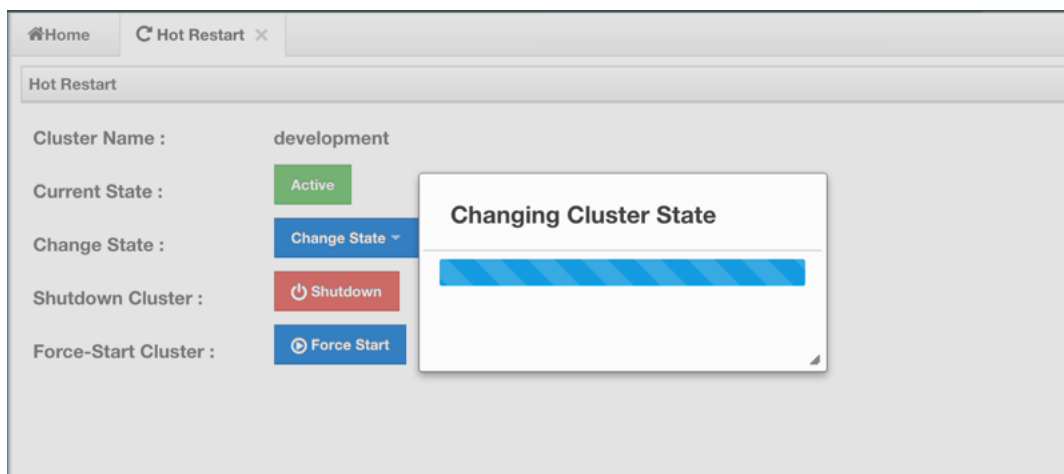 Home
Hot Restart
Hot Restart
Cluster Name :
development
Current State :
Active
Change State :
Change State
Shutdown Cluster :
Shutdown
Force-Start Cluster :
Force Start
Changing Cluster State